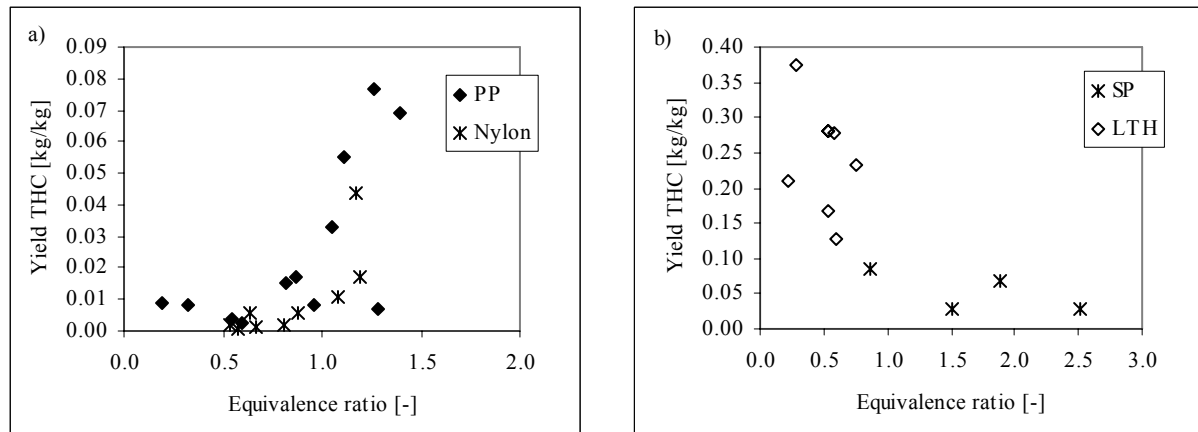 a)
0.09
0.08
0.07
0.06
0.05
0.04
0.03
0.02
0.01
0.00
Yield THC [kg/kg]
PP
Nylon
0.0 0.5 1.0 1.5 2.0
Equivalence ratio [-]
b)
0.40
0.35
0.30
0.25
0.20
0.15
0.10
0.05
0.00
Yield THC [kg/kg]
SP
LTH
0.0 0.5 1.0 1.5 2.0 2.5 3.0
Equivalence ratio [-]